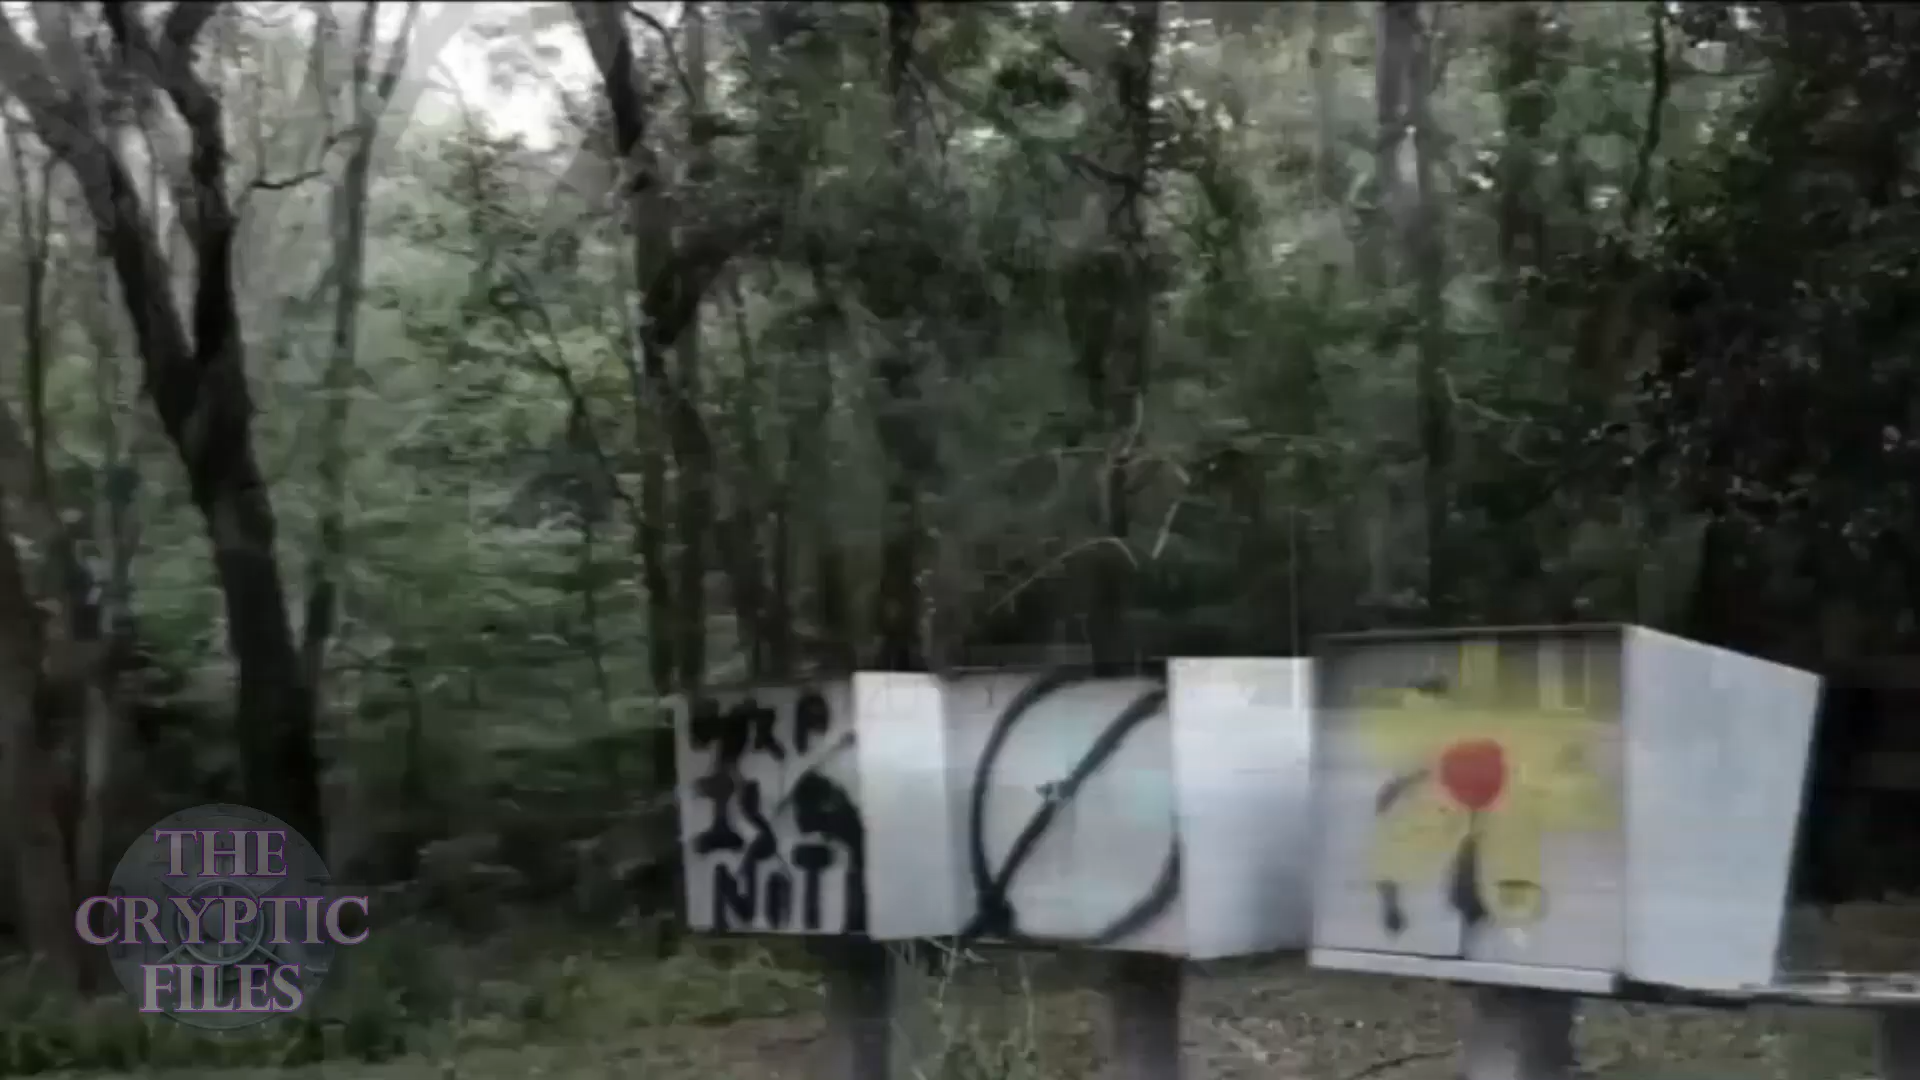 IS
NOT
THE
CRYPTIC
FILES